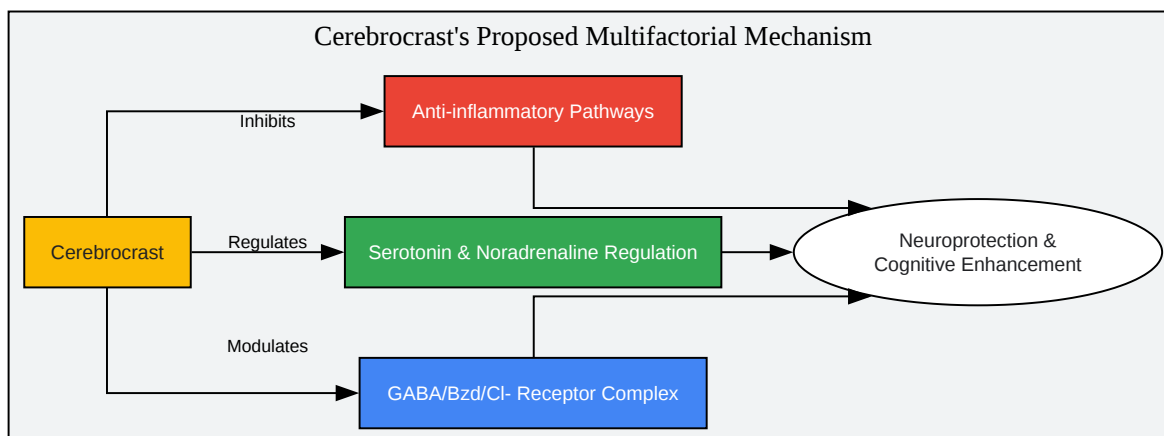 Cerebrocrast's Proposed Multifactorial Mechanism
Anti-inflammatory Pathways
Inhibits
Cerebrocrast
Regulates
Serotonin & Noradrenaline Regulation
Neuroprotection &
Cognitive Enhancement
Modulates
GABA/Bzd/Cl- Receptor Complex